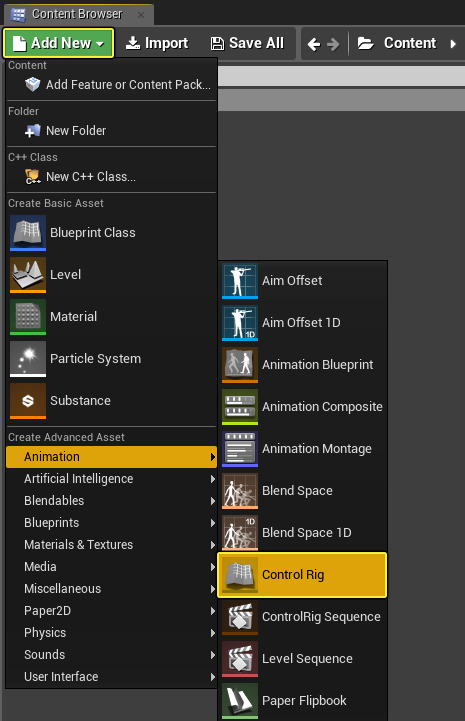 Content Browser
Add New
Import
Save All
Content
Content
Add Feature or Content Pack...
Folder
New Folder
C++ Class
New C++ Class...
Create Basic Asset
Blueprint Class
Level
Material
Particle System
Substance
Create Advanced Asset
Animation
Artificial Intelligence
Blendables
Blueprints
Materials & Textures
Media
Miscellaneous
Paper2D
Physics
Sounds
User Interface
Aim Offset
1D
Aim Offset 1D
Animation Blueprint
Animation Composite
Animation Montage
Blend Space
1D
Blend Space 1D
Control Rig
ControlRig Sequence
Level Sequence
Paper Flipbook